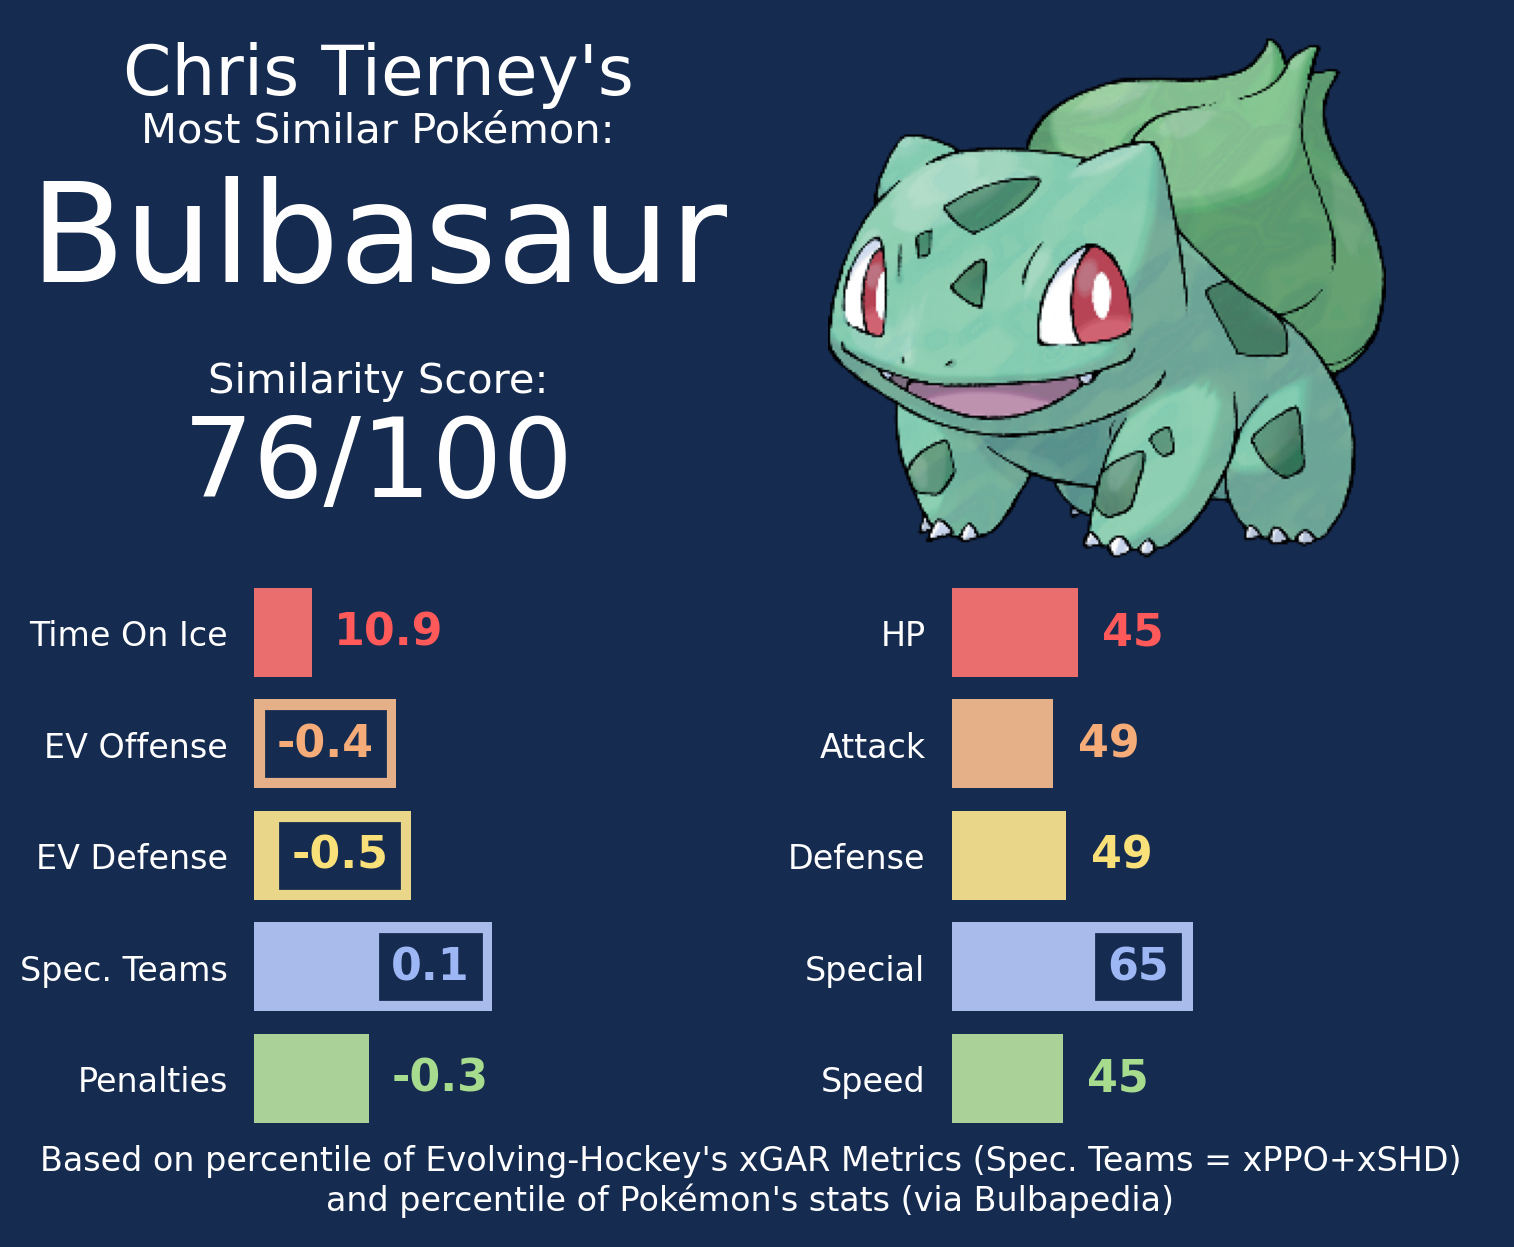 Chris Tierney's
Most Similar Pokémon:
Bulbasaur
Similarity Score:
76/100
Time On Ice 10.9
EV Offense -0.4
EV Defense -0.5
Spec. Teams 0.1
Penalties -0.3
HP 45
Attack 49
Defense 49
Special 65
Speed 45
Based on percentile of Evolving-Hockey's xGAR Metrics (Spec. Teams = xPPO+xSHD)
and percentile of Pokémon's stats (via Bulbapedia)